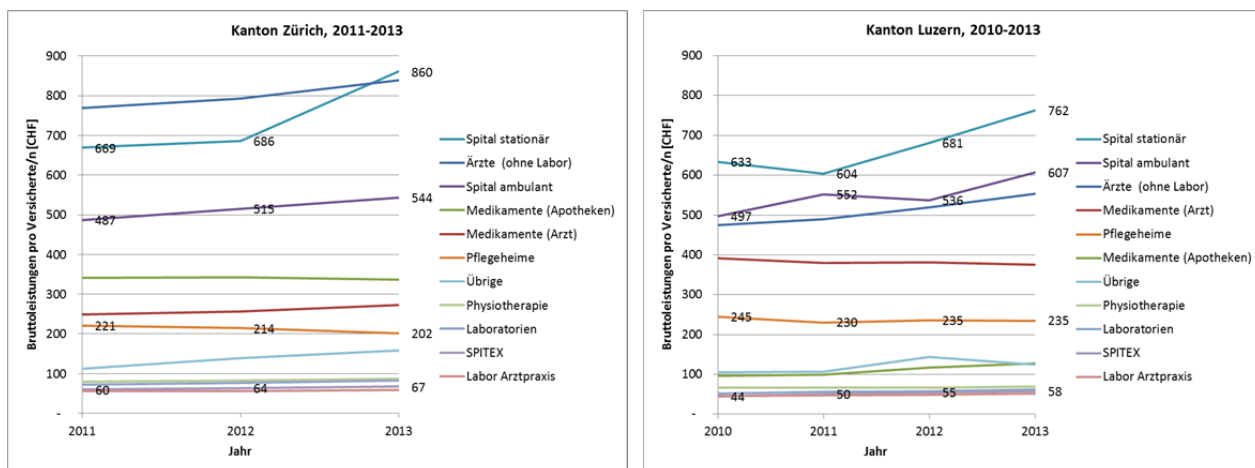 Kanton Zürich, 2011-2013
Bruttoleistungen pro Versicherte/n [CHF]
900
800
700
600
500
400
300
200
100
-
860
669
686
544
487
515
221
214
202
60
64
67
2011
2012
2013
Jahr
Spital stationär
Ärzte (ohne Labor)
Spital ambulant
Medikamente (Apotheken)
Medikamente (Arzt)
Pflegeheime
Übrige
Physiotherapie
Laboratorien
SPITEX
Labor Arztpraxis
Kanton Luzern, 2010-2013
Bruttoleistungen pro Versicherte/n [CHF]
900
800
700
600
500
400
300
200
100
-
633
604
681
762
497
552
536
607
245
230
235
235
44
50
55
58
2010
2011
2012
2013
Jahr
Spital stationär
Spital ambulant
Ärzte (ohne Labor)
Medikamente (Arzt)
Pflegeheime
Medikamente (Apotheken)
Übrige
Physiotherapie
Laboratorien
SPITEX
Labor Arztpraxis